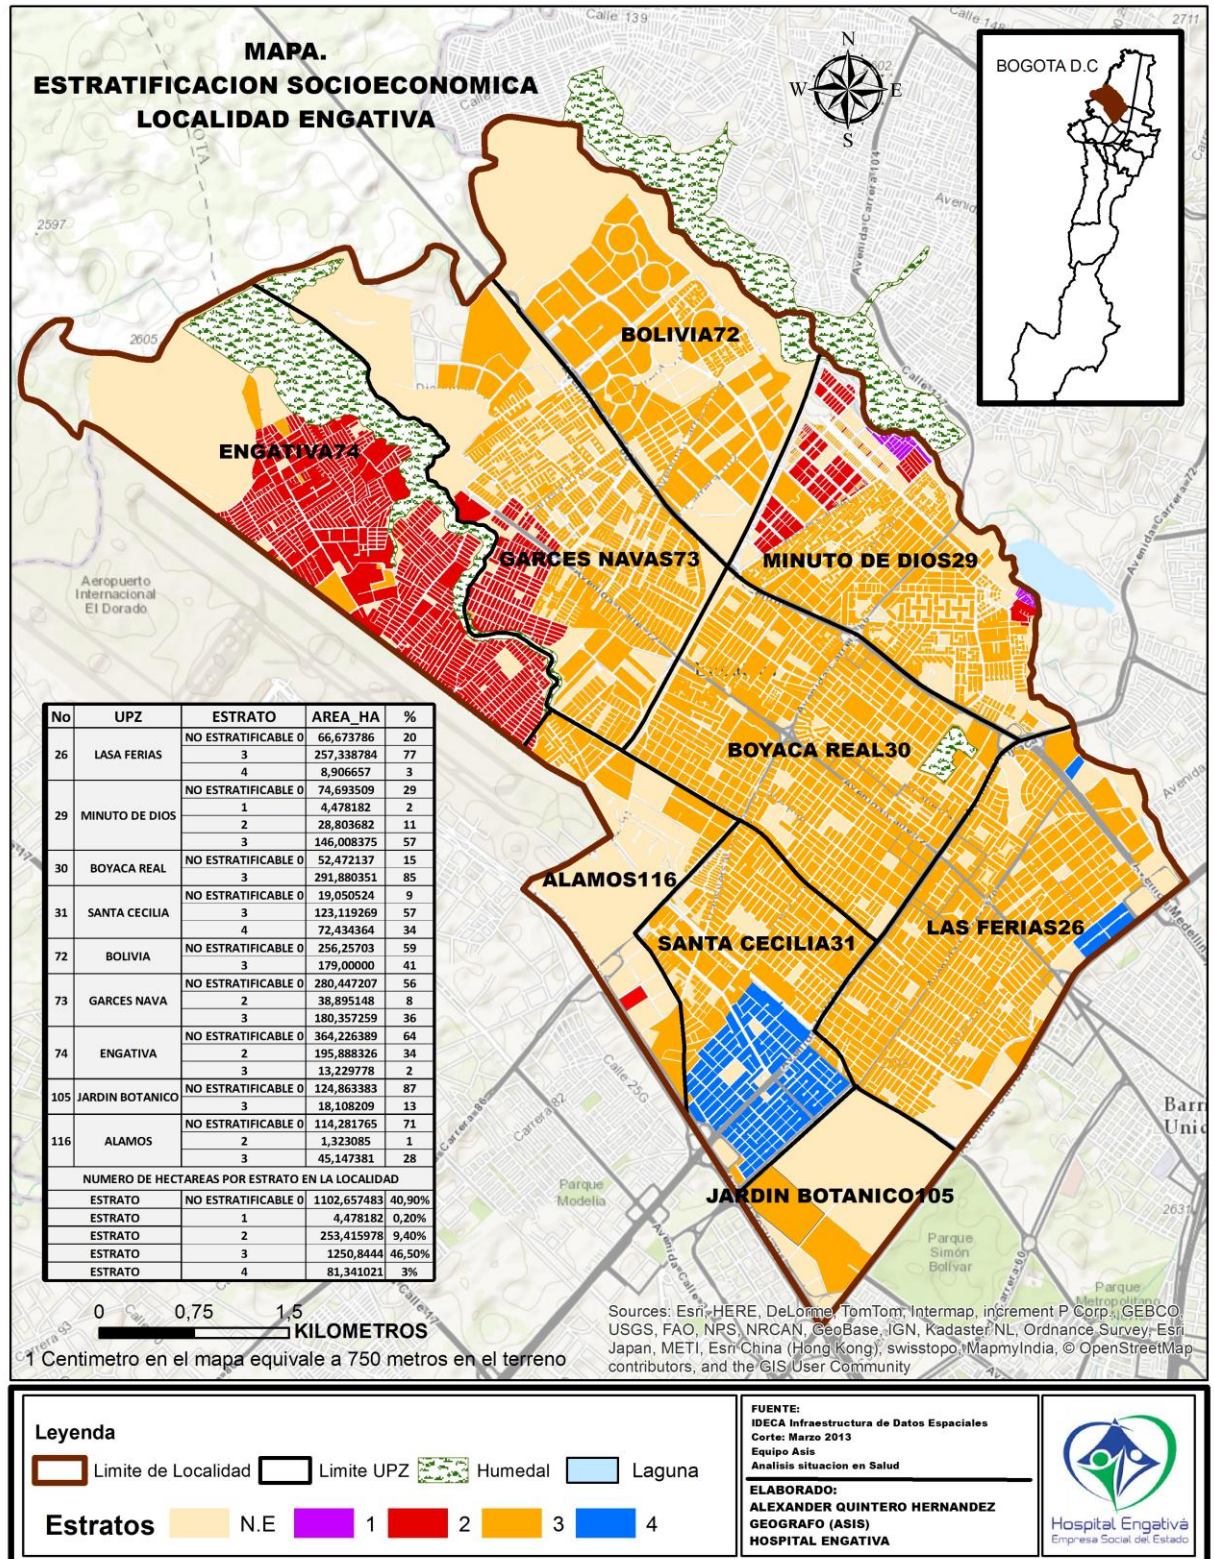 MAPA.
ESTRATIFICACION SOCIOECONOMICA
LOCALIDAD ENGATIVA
Calle 139
2711
N
W E
S
BOGOTA D.C
2597
2605
Avenida Carrera 104
BOLIVIA72
ENGATIVA74
GARCES NAVAS73
MINUTO DE DIOS29
Aeropuerto
Internacional
El Dorado
BOYACA REAL30
ALAMOS116
SANTA CECILIA31
LAS FERIAS26
JARDIN BOTANICO105
Calle 25G
Carrera 82
Parque
Modelia
Parque
Simón
Bolívar
2631
Parque
Metropolitano
No UPZ ESTRATO AREA_HA %
26 LASA FERIAS NO ESTRATIFICABLE 0 66,673786 20
3 257,338784 77
4 8,906657 3
29 MINUTO DE DIOS NO ESTRATIFICABLE 0 74,693509 29
1 4,478182 2
2 28,803682 11
3 146,008375 57
30 BOYACA REAL NO ESTRATIFICABLE 0 52,472137 15
3 291,880351 85
31 SANTA CECILIA NO ESTRATIFICABLE 0 19,050524 9
3 123,119269 57
4 72,434364 34
72 BOLIVIA NO ESTRATIFICABLE 0 256,25703 59
3 179,00000 41
73 GARCES NAVA NO ESTRATIFICABLE 0 280,447207 56
2 38,895148 8
3 180,357259 36
74 ENGATIVA NO ESTRATIFICABLE 0 364,226389 64
2 195,888326 34
3 13,229778 2
105 JARDIN BOTANICO NO ESTRATIFICABLE 0 124,863383 87
3 18,108209 13
116 ALAMOS NO ESTRATIFICABLE 0 114,281765 71
2 1,323085 1
3 45,147381 28
NUMERO DE HECTAREAS POR ESTRATO EN LA LOCALIDAD
ESTRATO NO ESTRATIFICABLE 0 1102,657483 40,90%
ESTRATO 1 4,478182 0,20%
ESTRATO 2 253,415978 9,40%
ESTRATO 3 1250,8444 46,50%
ESTRATO 4 81,341021 3%
0 0,75 1,5
KILOMETROS
1 Centimetro en el mapa equivale a 750 metros en el terreno
Sources: Esri, HERE, DeLorme, TomTom, Intermap, increment P Corp., GEBCO,
USGS, FAO, NPS, NRCAN, GeoBase, IGN, Kadaster NL, Ordnance Survey, Esri
Japan, METI, Esri China (Hong Kong), swisstopo, MapmyIndia, © OpenStreetMap
contributors, and the GIS User Community
Leyenda
Limite de Localidad Limite UPZ Humedal Laguna
Estratos N.E 1 2 3 4
FUENTE:
IDECA Infraestructura de Datos Espaciales
Corte: Marzo 2013
Equipo Asis
Analisis situacion en Salud
ELABORADO:
ALEXANDER QUINTERO HERNANDEZ
GEOGRAFO (ASIS)
HOSPITAL ENGATIVA
Hospital Engativá
Empresa Social del Estado